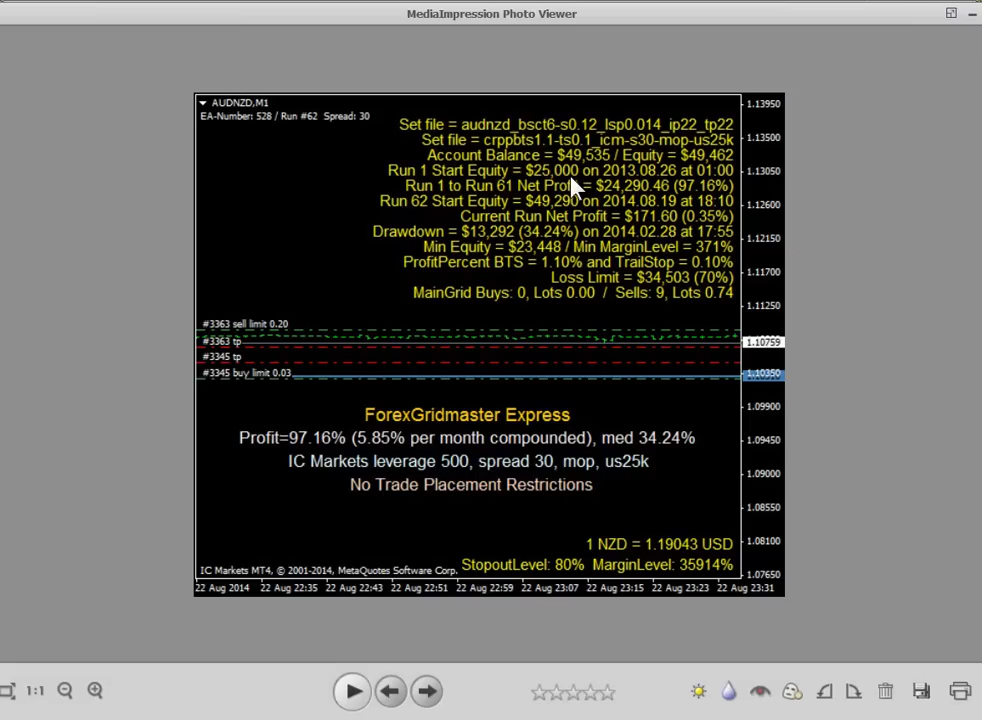 MediaImpression Photo Viewer
AUDNZD,M1
EA-Number: 528 / Run #62 Spread: 30
Set file = audnzd_bsct6-s0.12_lsp0.014_ip22_tp22
Set file = crppbts1.1-ts0.1_icm-s30-mop-us25k
Account Balance = $49,535 / Equity = $49,462
Run 1 Start Equity = $25,000 on 2013.08.26 at 01:00
Run 1 to Run 61 Net Profit = $24,290.46 (97.16%)
Run 62 Start Equity = $49,290 on 2014.08.19 at 18:10
Current Run Net Profit = $171.60 (0.35%)
Drawdown = $13,292 (34.24%) on 2014.02.28 at 17:55
Min Equity = $23,448 / Min MarginLevel = 371%
ProfitPercent BTS = 1.10% and TrailStop = 0.10%
Loss Limit = $34,503 (70%)
MainGrid Buys: 0, Lots 0.00 / Sells: 9, Lots 0.74
1.13950
1.13500
1.13050
1.12600
1.12150
1.11700
1.11250
#3363 sell limit 0.20
#3363 tp
1.10759
#3345 tp
#3345 buy limit 0.03
1.10350
1.09900
1.09450
1.09000
1.08550
1.08100
1.07650
ForexGridmaster Express
Profit=97.16% (5.85% per month compounded), med 34.24%
IC Markets leverage 500, spread 30, mop, us25k
No Trade Placement Restrictions
1 NZD = 1.19043 USD
StopoutLevel: 80% MarginLevel: 35914%
IC Markets MT4, © 2001-2014, MetaQuotes Software Corp.
22 Aug 2014 22 Aug 22:35 22 Aug 22:43 22 Aug 22:51 22 Aug 22:59 22 Aug 23:07 22 Aug 23:15 22 Aug 23:23 22 Aug 23:31
1:1